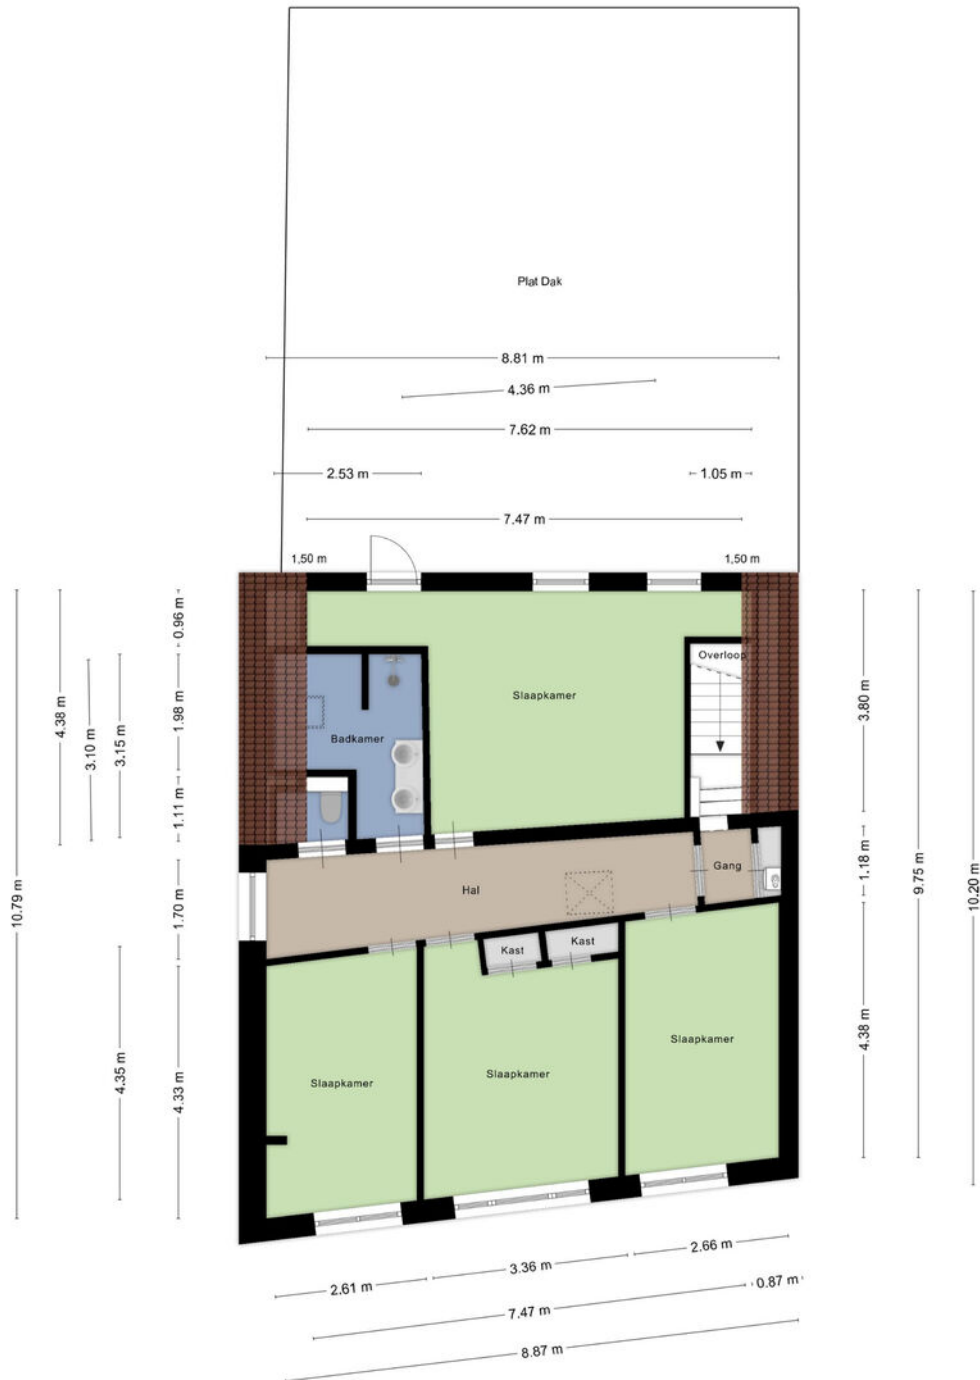 Plat Dak
8.81 m
4.36 m
7.62 m
2.53 m
1.05 m
7.47 m
1,50 m
1,50 m
0.96 m
4.38 m
3.10 m
3.15 m
1.98 m
1.11 m
10.79 m
1.70 m
4.35 m
4.33 m
Overloop
Slaapkamer
Badkamer
Hal
Gang
Kast
Kast
Slaapkamer
Slaapkamer
Slaapkamer
3.80 m
1.18 m
9.75 m
10.20 m
4.38 m
2.61 m
3.36 m
2.66 m
7.47 m
0.87 m
8.87 m